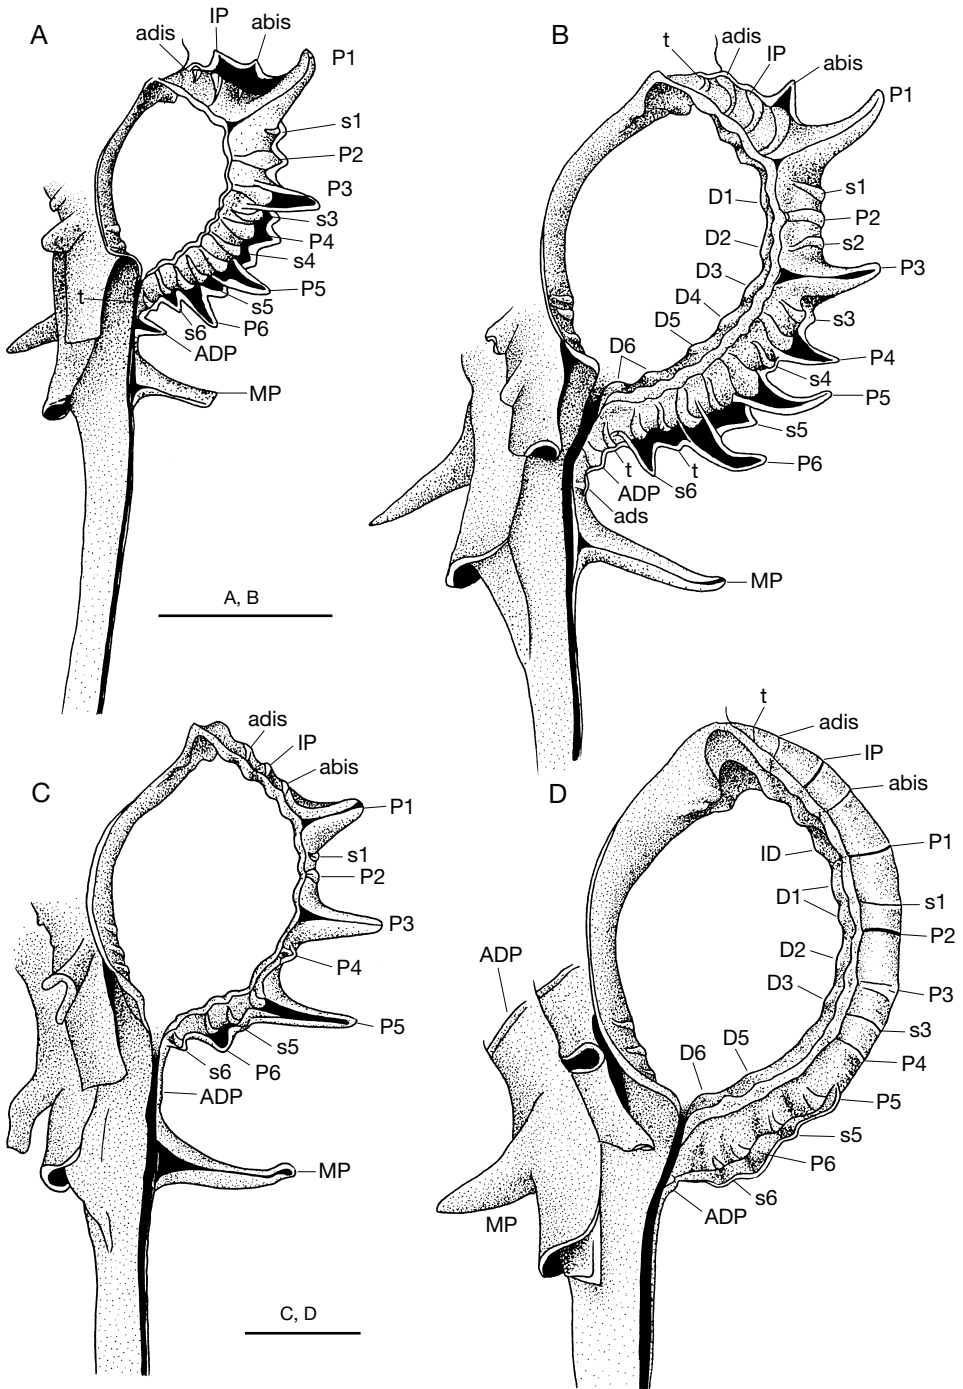 A
IP
adis
abis
P1
s1
P2
P3
s3
P4
s4
P5
s5
P6
s6
t
ADP
MP
A, B
B
t
adis
IP
abis
P1
D1
s1
P2
D2
s2
D3
P3
D4
s3
D5
P4
D6
s4
P5
s5
P6
t
t
ADP
s6
ads
MP
C
adis
IP
abis
P1
s1
P2
P3
P4
P5
s5
P6
s6
ADP
MP
C, D
D
t
adis
IP
abis
P1
ID
D1
s1
P2
D2
ADP
D3
P3
s3
D5
D6
P4
P5
s5
P6
s6
MP
ADP